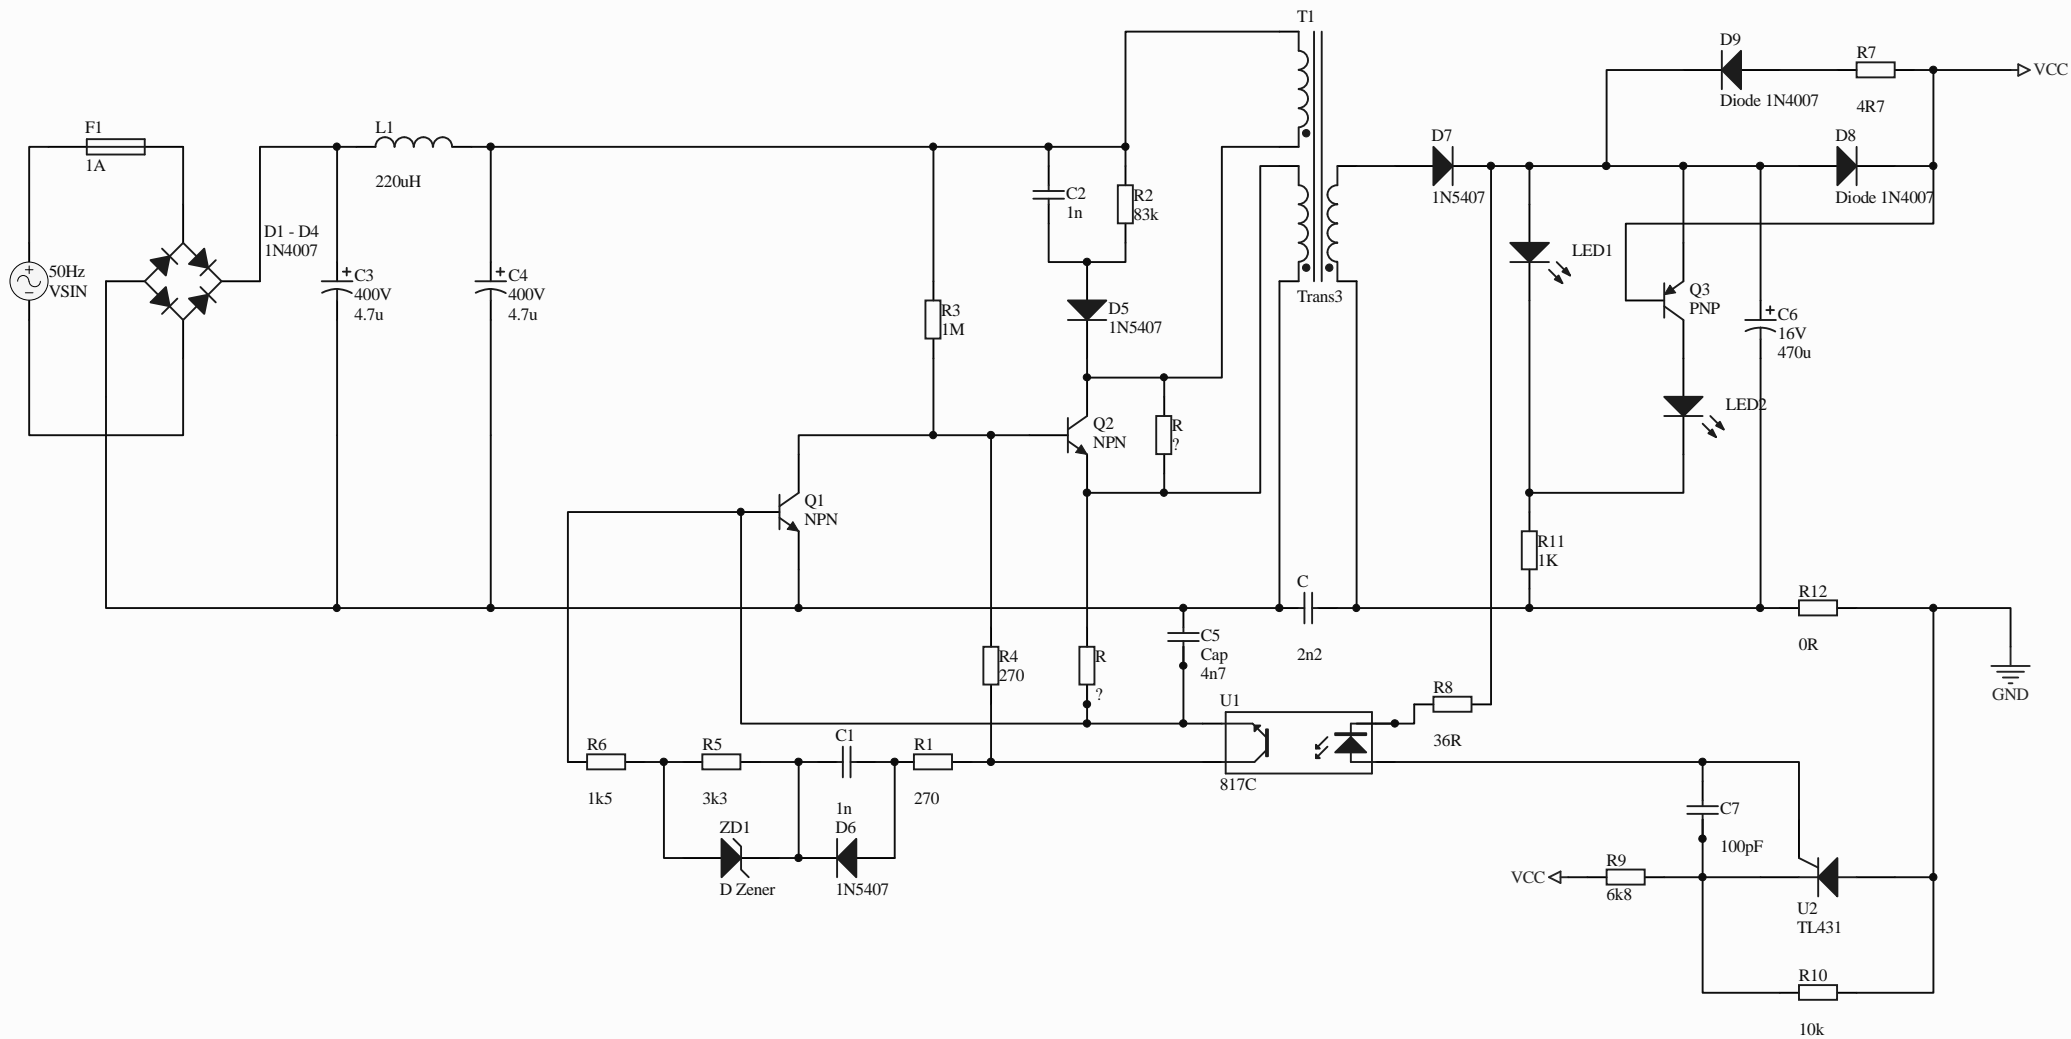 T1
D9
R7
VCC
Diode 1N4007
4R7
F1
1A
L1
220uH
D7
1N5407
D8
Diode 1N4007
C2
1n
R2
83k
D1 - D4
1N4007
50Hz
VSIN
C3
400V
4.7u
C4
400V
4.7u
LED1
Trans3
Q3
PNP
R3
1M
D5
1N5407
C6
16V
470u
LED2
Q2
NPN
R
?
Q1
NPN
R11
1K
C
2n2
R12
0R
C5
Cap
4n7
R4
270
R
?
GND
U1
817C
R8
36R
R6
1k5
R5
3k3
C1
1n
R1
270
ZD1
D Zener
D6
1N5407
C7
100pF
VCC
R9
6k8
U2
TL431
R10
10k